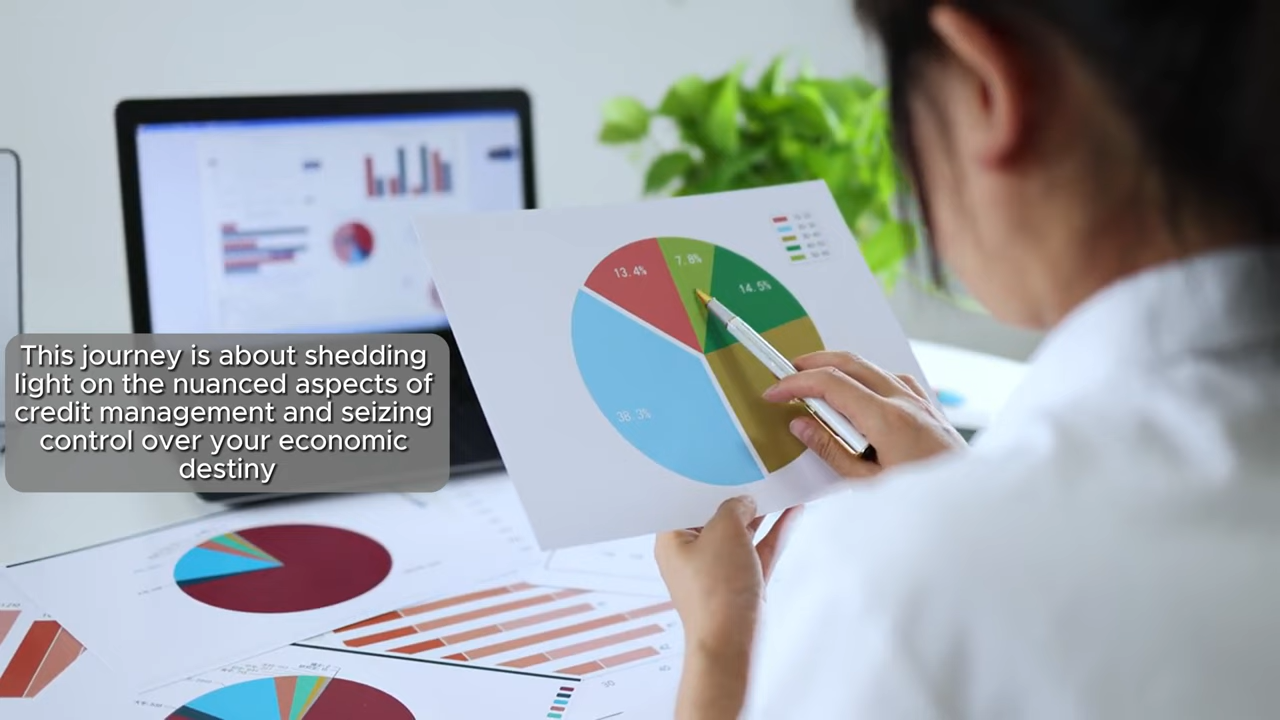 This journey is about shedding
light on the nuanced aspects of
credit management and seizing
control over your economic
destiny
13.4%
7.8%
14.5%
38.3%